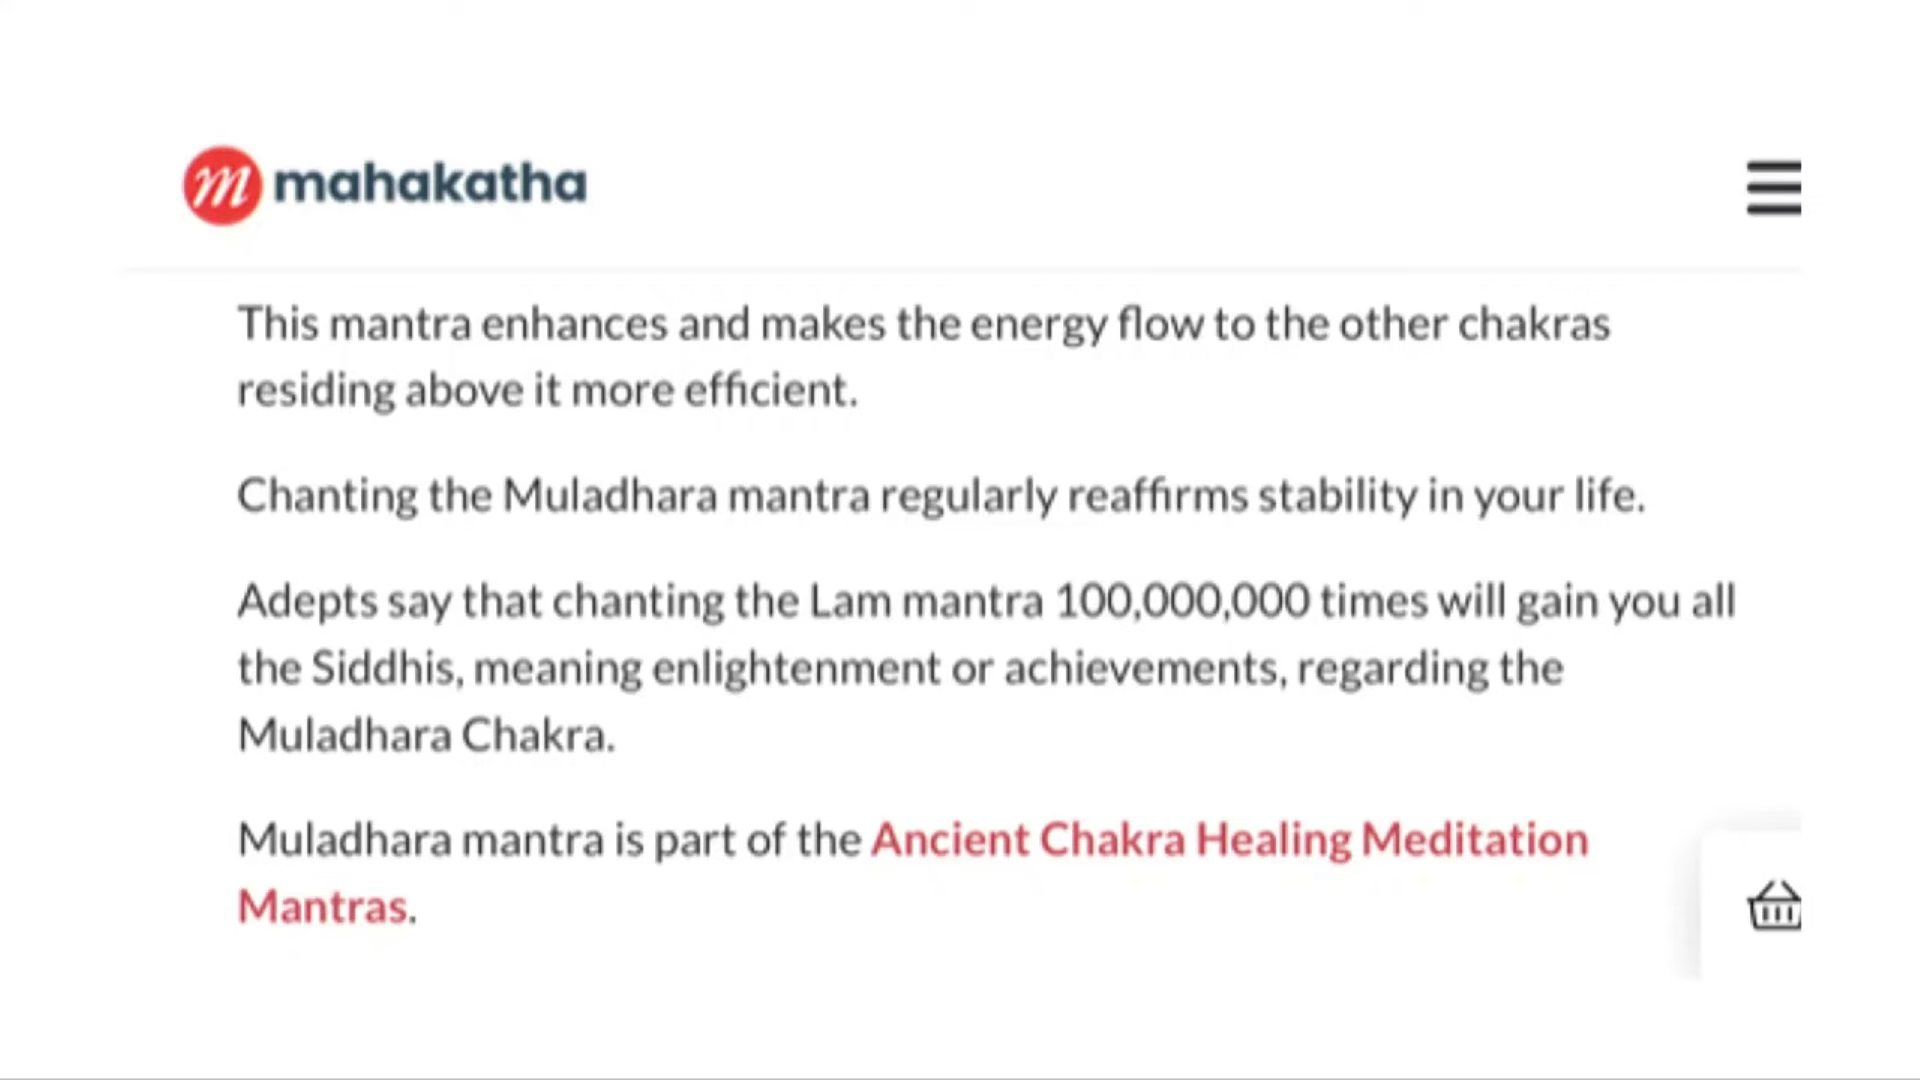 m mahakatha
This mantra enhances and makes the energy flow to the other chakras
residing above it more efficient.
Chanting the Muladhara mantra regularly reaffirms stability in your life.
Adepts say that chanting the Lam mantra 100,000,000 times will gain you all
the Siddhis, meaning enlightenment or achievements, regarding the
Muladhara Chakra.
Muladhara mantra is part of the Ancient Chakra Healing Meditation
Mantras.